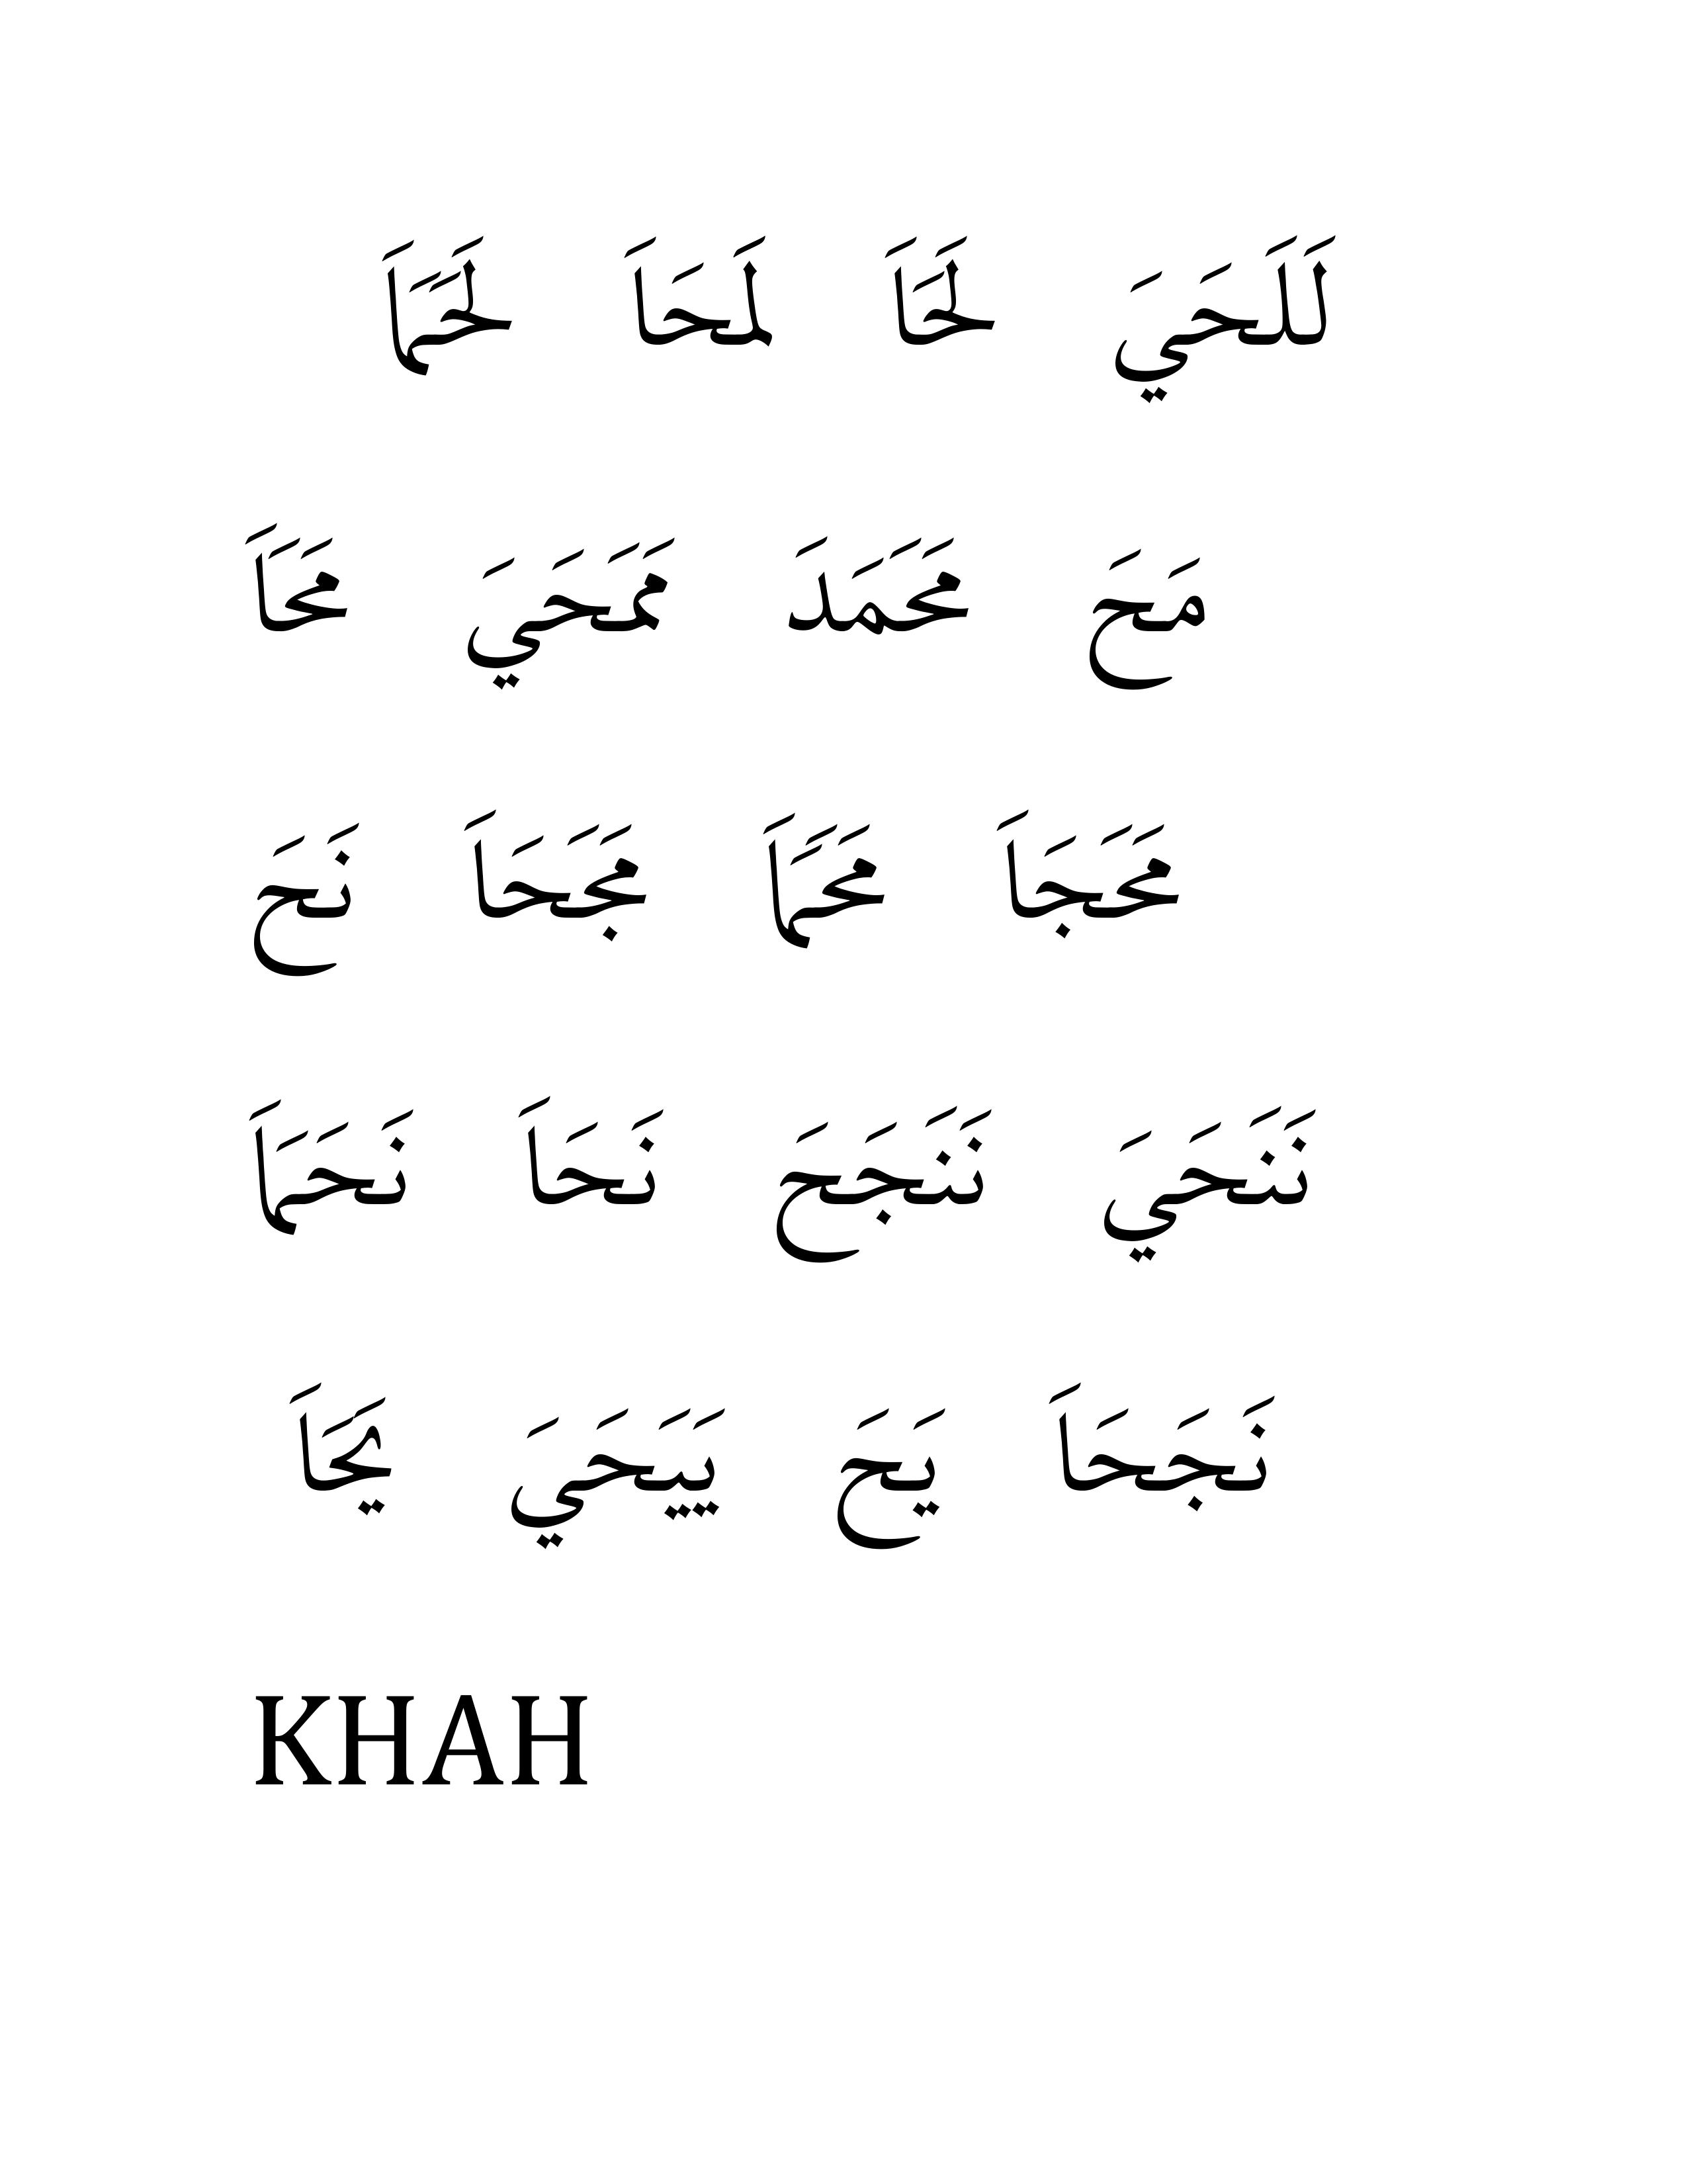 لَلَحَيَ لَحَاَ لَمَحَاَ لَحَمَاَ
مَحَ مَحَمَدَ مَمَحَيَ مَحَاَ
مَحَجَاَ مَحَمَاَ مَجَحَاَ نَحَ
نَنَحَيَ نَنَجَحَ نَحَاَ نَحَمَاَ
نَجَحَاَ يَحَ يَيَحَيَ يَحَاَ
KHAH